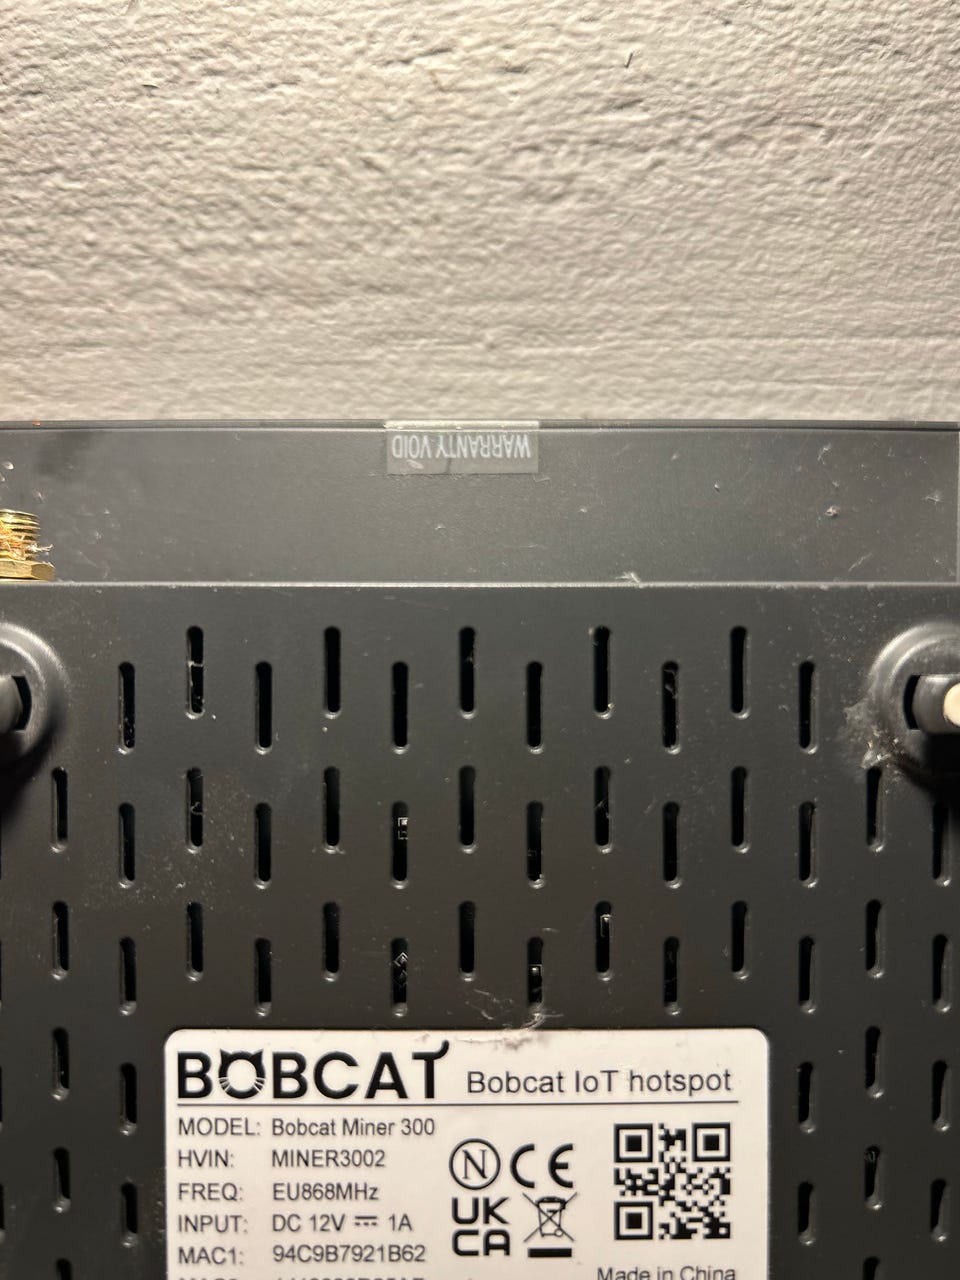 WARRANTY VOID
BOBCAT Bobcat IoT hotspot
MODEL: Bobcat Miner 300
HVIN: MINER3002
FREQ: EU868MHz
INPUT: DC 12V ⎓ 1A
MAC1: 94C9B7921B62
N CE
UK
CA
Made in China